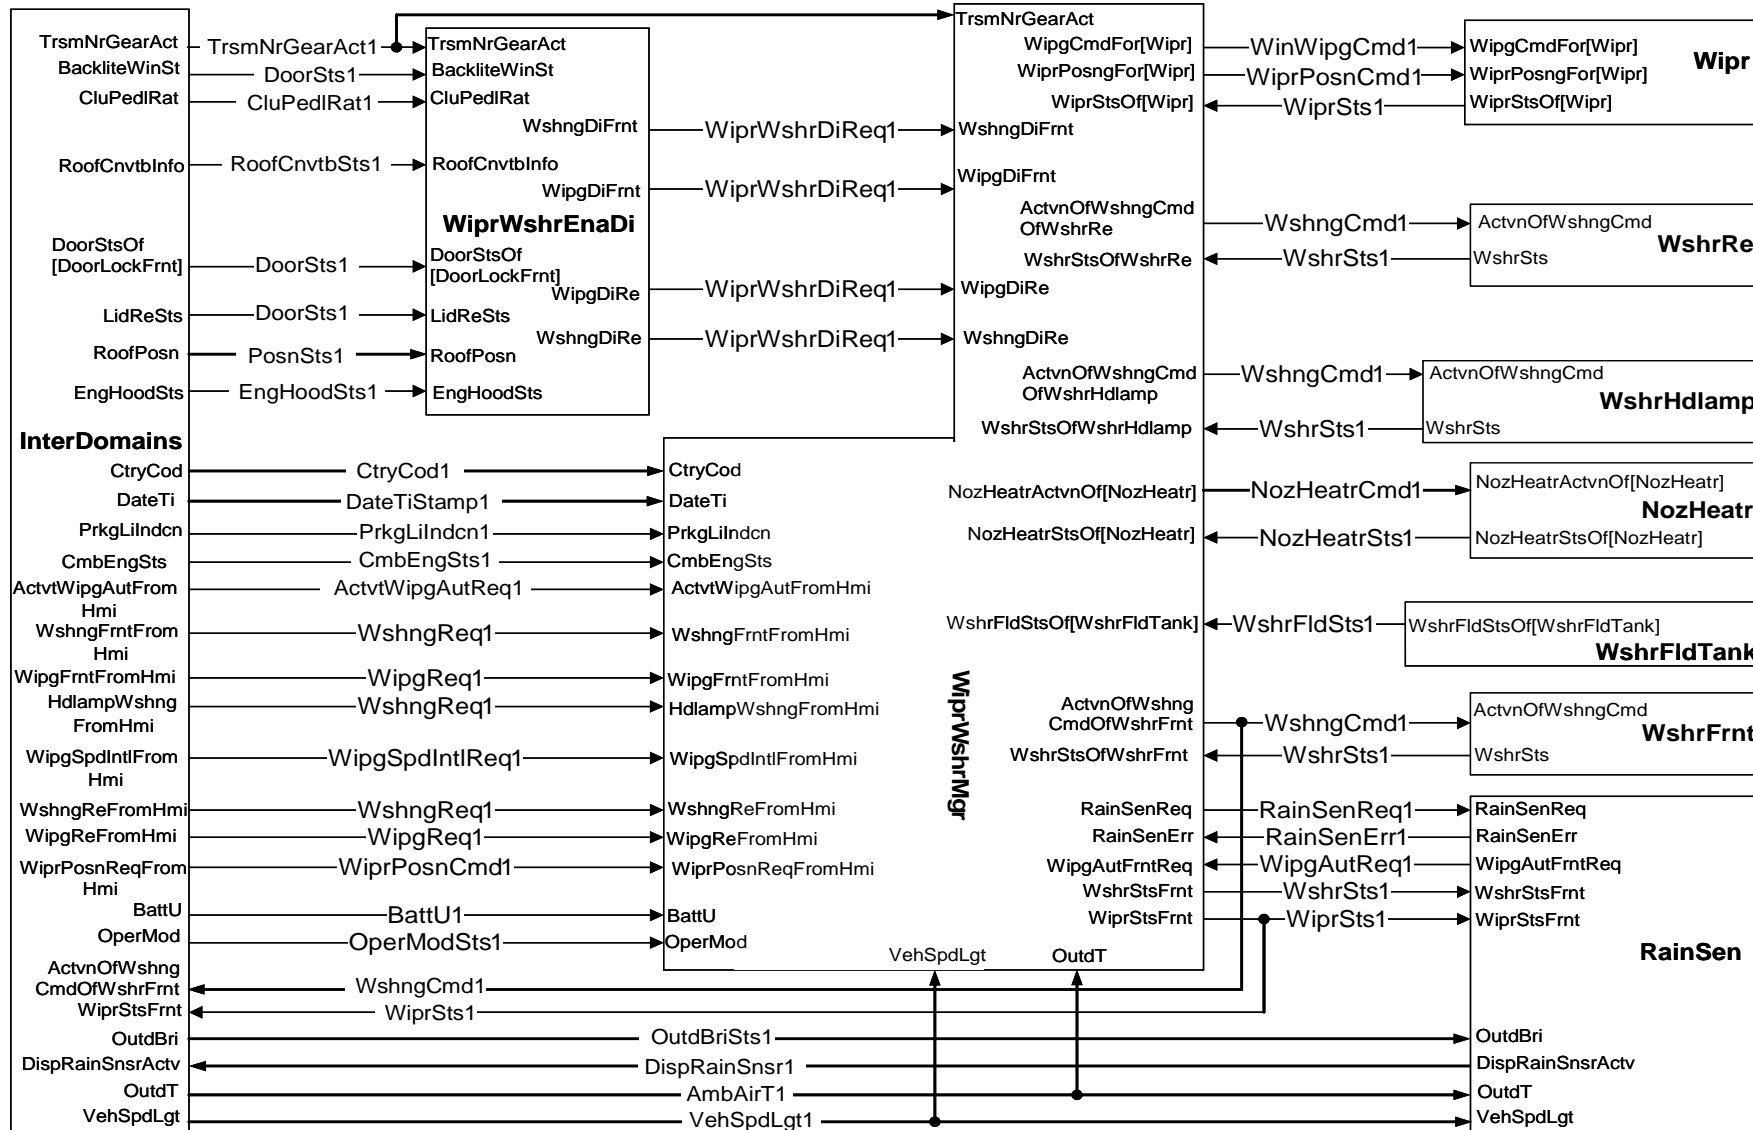 TrsmNrGearAct
TrsmNrGearAct
TrsmNrGearAct1
TrsmNrGearAct
WipgCmdFor[Wipr]
WinWipgCmd1
WipgCmdFor[Wipr]
Wipr
BackliteWinSt
DoorSts1
BackliteWinSt
WiprPosngFor[Wipr]
WiprPosnCmd1
WiprPosngFor[Wipr]
CluPedlRat
CluPedlRat1
CluPedlRat
WiprStsOf[Wipr]
WiprSts1
WiprStsOf[Wipr]
WshngDiFrnt
WiprWshrDiReq1
WshngDiFrnt
RoofCnvtbInfo
RoofCnvtbSts1
RoofCnvtbInfo
WipgDiFrnt
WiprWshrDiReq1
WipgDiFrnt
WiprWshrEnaDi
ActvnOfWshngCmd
OfWshrRe
WshngCmd1
ActvnOfWshngCmd
WshrRe
DoorStsOf
[DoorLockFrnt]
DoorSts1
DoorStsOf
[DoorLockFrnt]
WshrStsOfWshrRe
WshrSts1
WshrSts
WipgDiRe
WiprWshrDiReq1
WipgDiRe
LidReSts
DoorSts1
LidReSts
WshngDiRe
WiprWshrDiReq1
WshngDiRe
RoofPosn
PosnSts1
RoofPosn
EngHoodSts
EngHoodSts1
EngHoodSts
ActvnOfWshngCmd
OfWshrHdlamp
WshngCmd1
ActvnOfWshngCmd
WshrHdlamp
WshrStsOfWshrHdlamp
WshrSts1
WshrSts
InterDomains
CtryCod
CtryCod1
CtryCod
DateTi
DateTiStamp1
DateTi
NozHeatrActvnOf[NozHeatr]
NozHeatrCmd1
NozHeatrActvnOf[NozHeatr]
NozHeatr
PrkgLiIndcn
PrkgLiIndcn1
PrkgLiIndcn
NozHeatrStsOf[NozHeatr]
NozHeatrSts1
NozHeatrStsOf[NozHeatr]
CmbEngSts
CmbEngSts1
CmbEngSts
ActvtWipgAutFrom
Hmi
ActvtWipgAutReq1
ActvtWipgAutFromHmi
WshngFrntFrom
Hmi
WshngReq1
WshngFrntFromHmi
WshrFldStsOf[WshrFldTank]
WshrFldSts1
WshrFldStsOf[WshrFldTank]
WshrFldTank
WipgFrntFromHmi
WipgReq1
WipgFrntFromHmi
HdlampWshng
FromHmi
WshngReq1
HdlampWshngFromHmi
WiprWshrMgr
ActvnOfWshng
CmdOfWshrFrnt
WshngCmd1
ActvnOfWshngCmd
WshrFrnt
WipgSpdIntlFrom
Hmi
WipgSpdIntlReq1
WipgSpdIntlFromHmi
WshrStsOfWshrFrnt
WshrSts1
WshrSts
WshngReFromHmi
WshngReq1
WshngReFromHmi
RainSenReq
RainSenReq1
RainSenReq
WipgReFromHmi
WipgReq1
WipgReFromHmi
RainSenErr
RainSenErr1
RainSenErr
WiprPosnReqFrom
Hmi
WiprPosnCmd1
WiprPosnReqFromHmi
WipgAutFrntReq
WipgAutReq1
WipgAutFrntReq
WshrStsFrnt
WshrSts1
WshrStsFrnt
BattU
BattU1
BattU
WiprStsFrnt
WiprSts1
WiprStsFrnt
OperMod
OperModSts1
OperMod
VehSpdLgt
OutdT
RainSen
ActvnOfWshng
CmdOfWshrFrnt
WshngCmd1
WiprStsFrnt
WiprSts1
OutdBri
OutdBriSts1
OutdBri
DispRainSnsrActv
DispRainSnsr1
DispRainSnsrActv
OutdT
AmbAirT1
OutdT
VehSpdLgt
VehSpdLgt1
VehSpdLgt